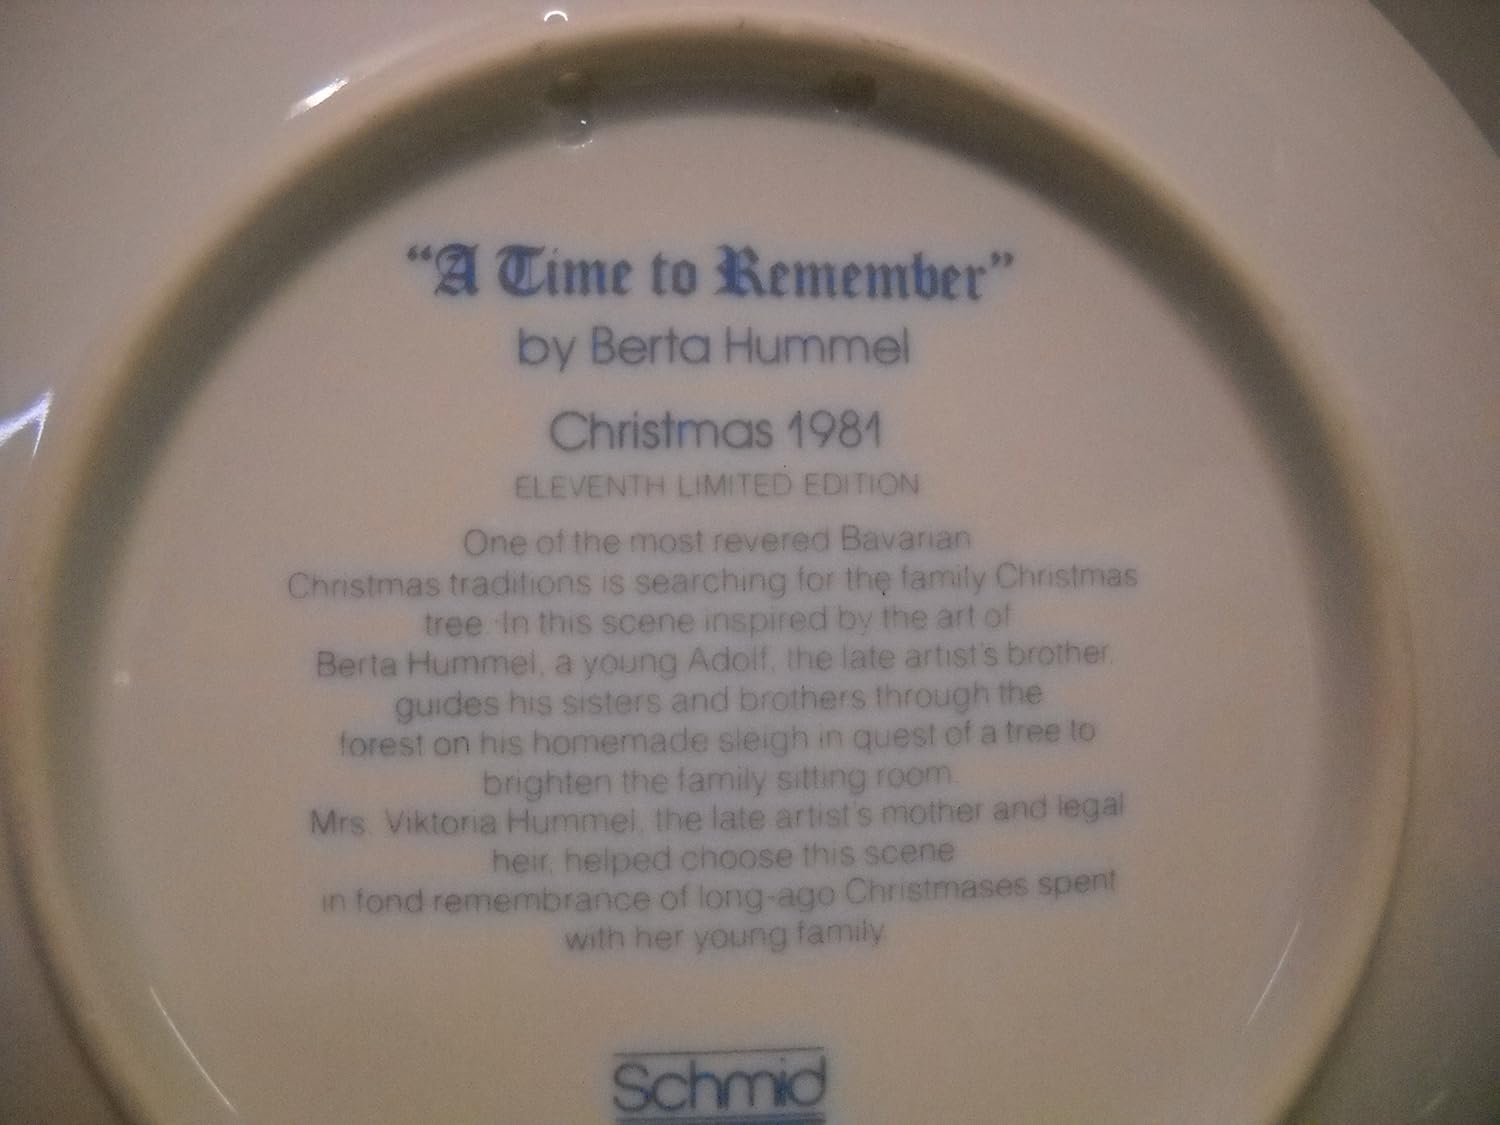 “A Time to Remember”
by Berta Hummel
Christmas 1981
ELEVENTH LIMITED EDITION
One of the most revered Bavarian
Christmas traditions is searching for the family Christmas
tree. In this scene inspired by the art of
Berta Hummel, a young Adolf, the late artist's brother,
guides his sisters and brothers through the
forest on his homemade sleigh in quest of a tree to
brighten the family sitting room.
Mrs. Viktoria Hummel, the late artist's mother and legal
heir, helped choose this scene
in fond remembrance of long-ago Christmases spent
with her young family.
Schmid